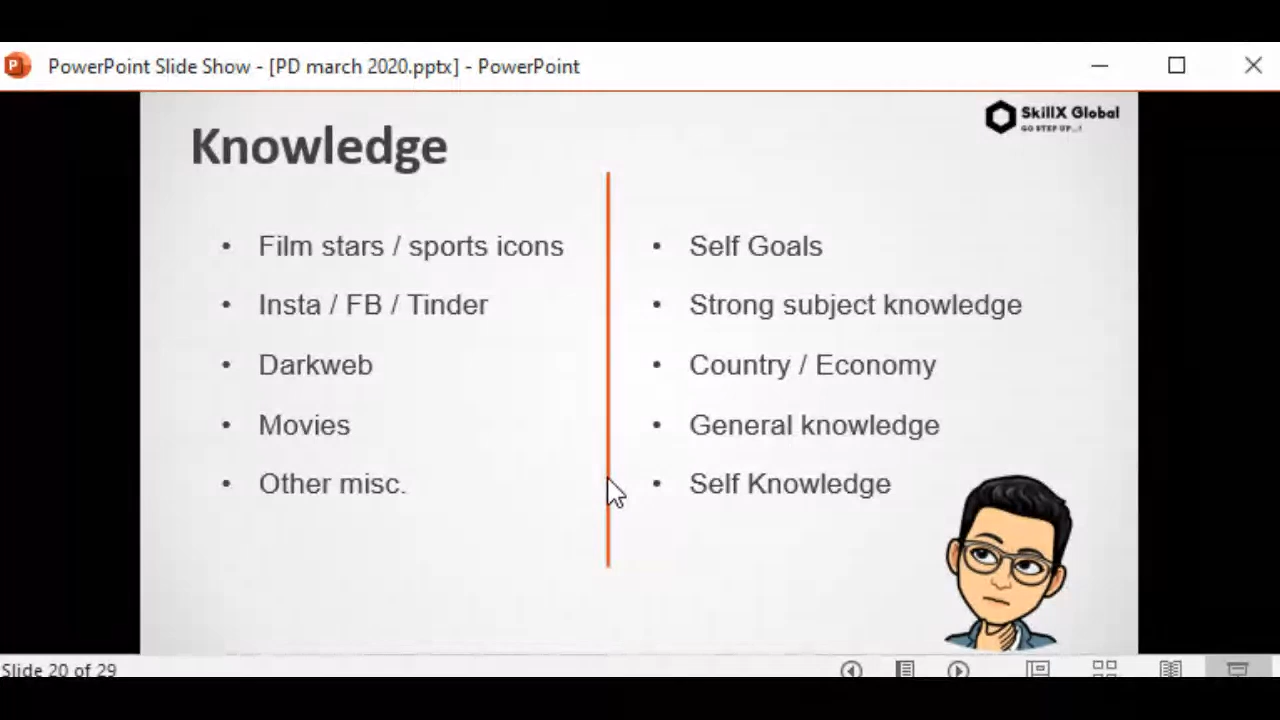 PowerPoint Slide Show - [PD march 2020.pptx] - PowerPoint
SkillX Global
GO STEP UP...!
Knowledge
• Film stars / sports icons
• Insta / FB / Tinder
• Darkweb
• Movies
• Other misc.
• Self Goals
• Strong subject knowledge
• Country / Economy
• General knowledge
• Self Knowledge
Slide 20 of 29